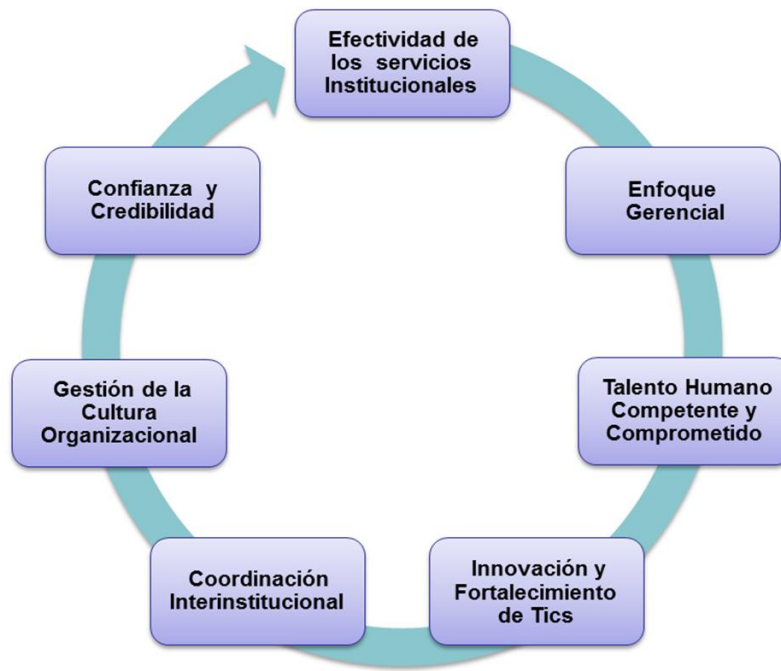 Efectividad de
los servicios
Institucionales
Enfoque
Gerencial
Talento Humano
Competente y
Comprometido
Innovación y
Fortalecimiento
de Tics
Coordinación
Interinstitucional
Gestión de la
Cultura
Organizacional
Confianza y
Credibilidad